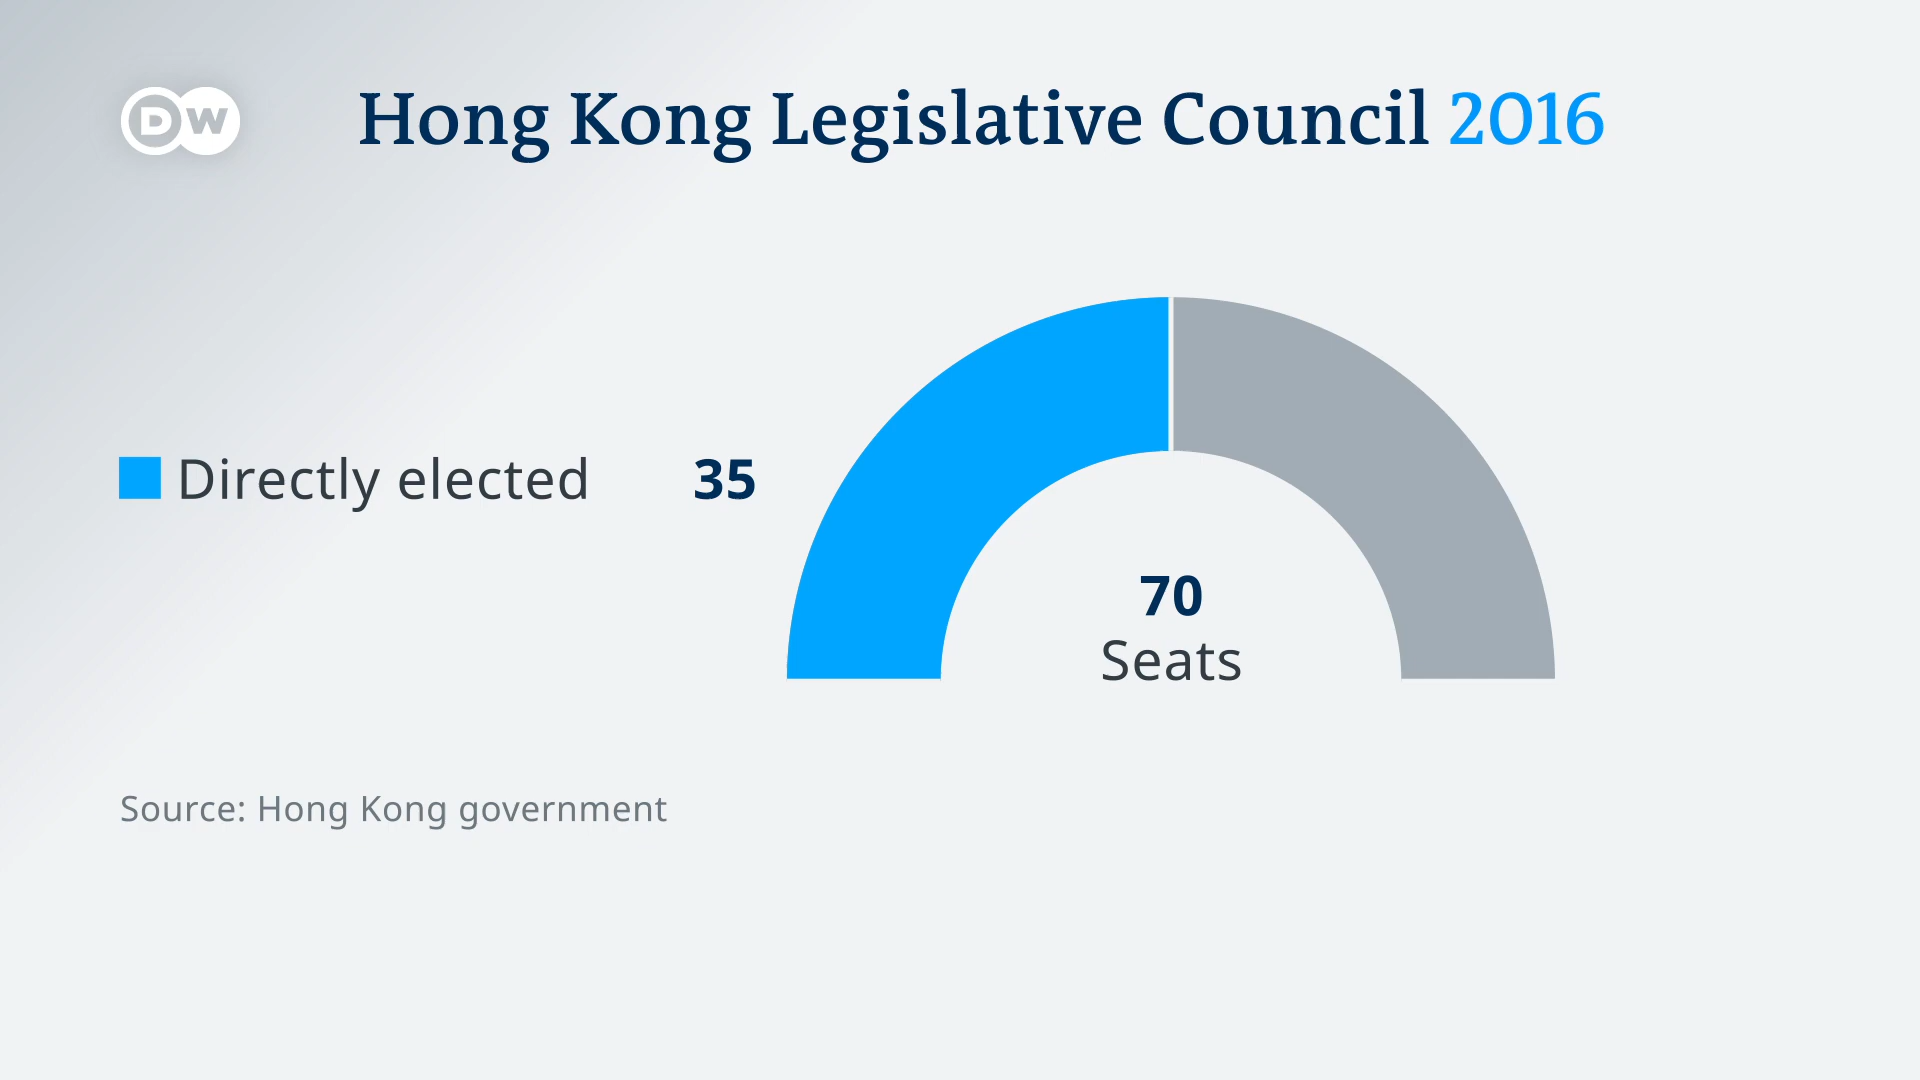 DW
Hong Kong Legislative Council 2016
Directly elected 35
70
Seats
Source: Hong Kong government